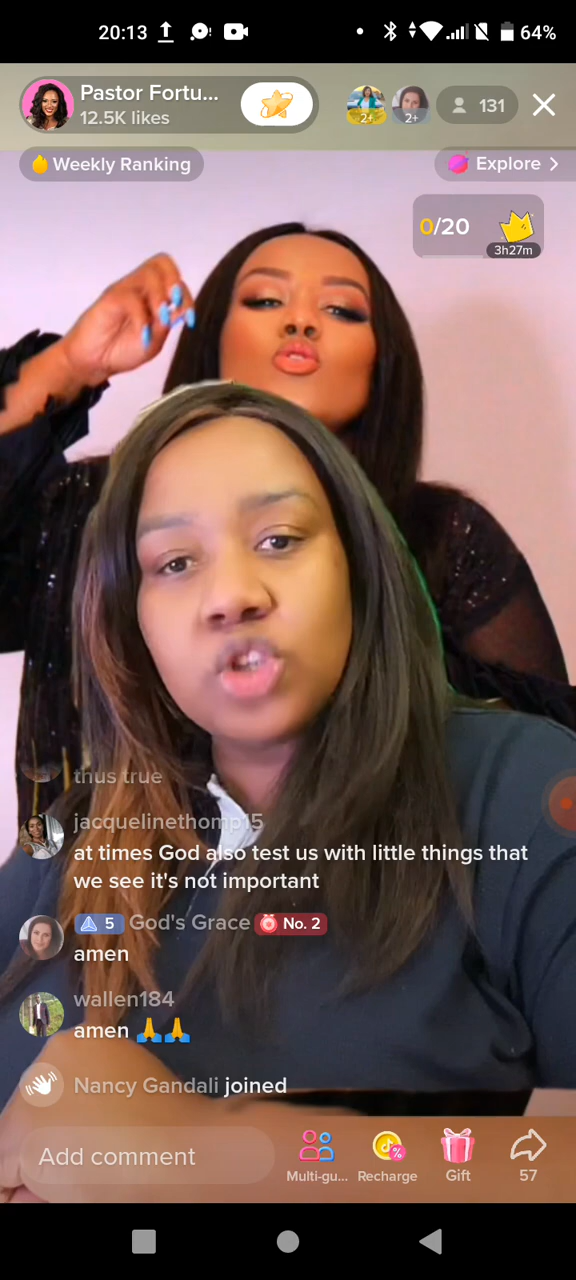 20:13
64%
Pastor Fortu...
12.5K likes
2+
2+
131
Weekly Ranking
Explore >
0/20
3h27m
thus true
jacquelinethomp15
at times God also test us with little things that
we see it's not important
5 God's Grace No. 2
amen
wallen184
amen 🙏🙏
Nancy Gandali joined
Add comment
Multi-gu...
Recharge
Gift
57